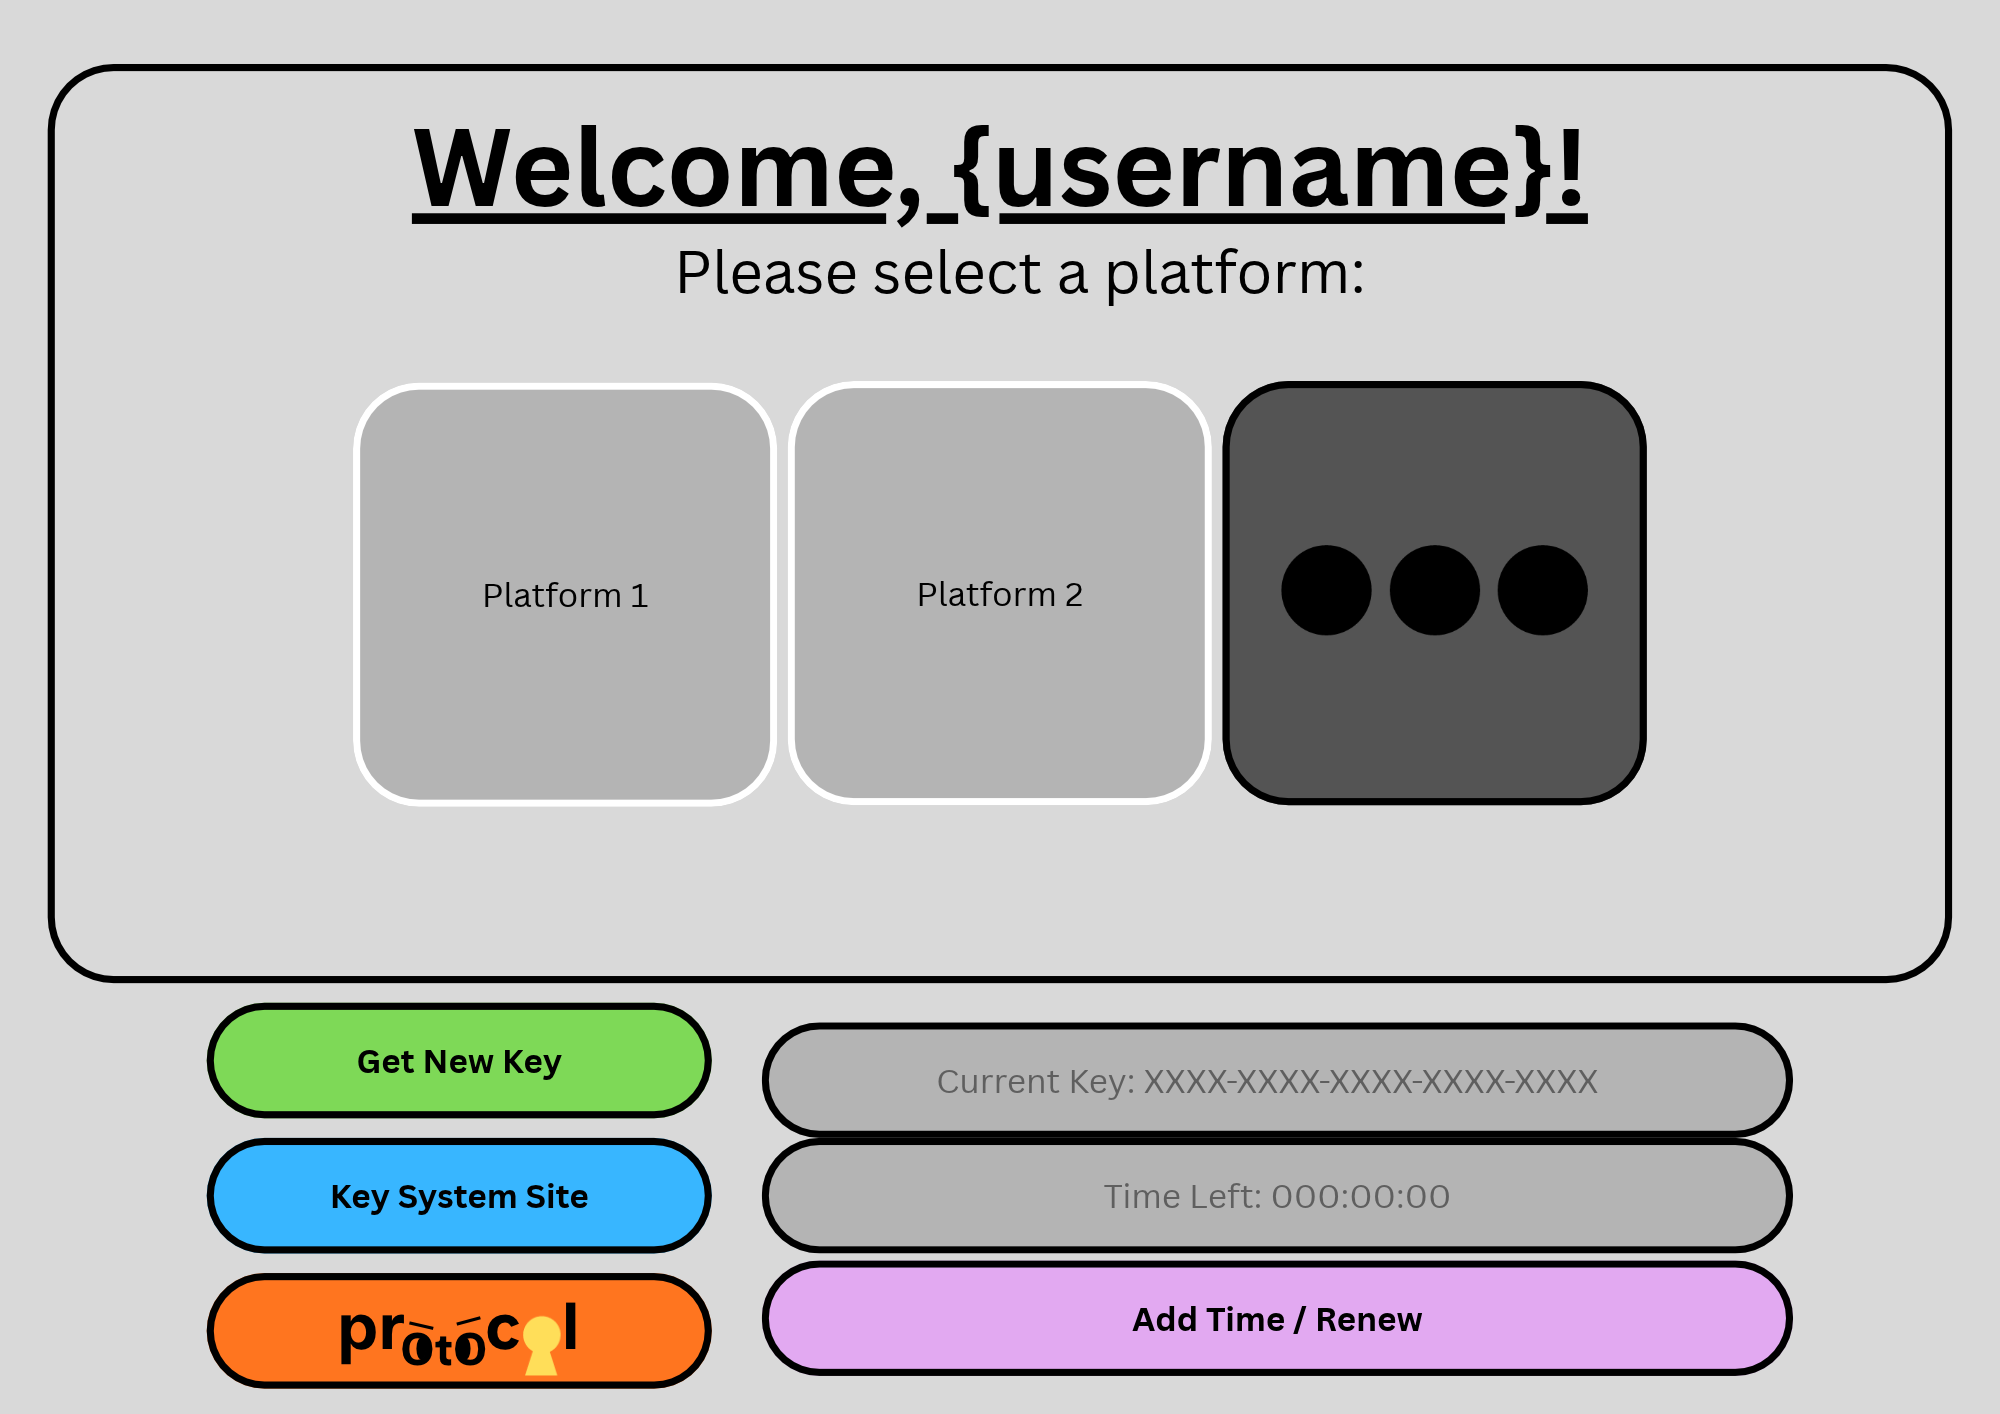 Welcome, {username}!
Please select a platform:
Platform 1
Platform 2
Get New Key
Key System Site
protocol
Current Key: XXXX-XXXX-XXXX-XXXX-XXXX
Time Left: 000:00:00
Add Time / Renew